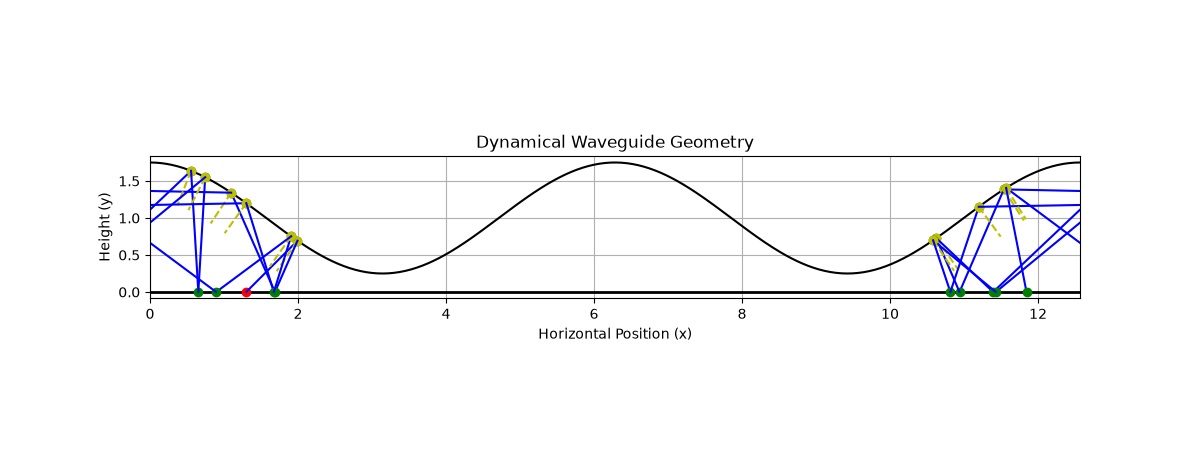 Dynamical Waveguide Geometry
Height (y)
1.5
1.0
0.5
0.0
0 2 4 6 8 10 12
Horizontal Position (x)